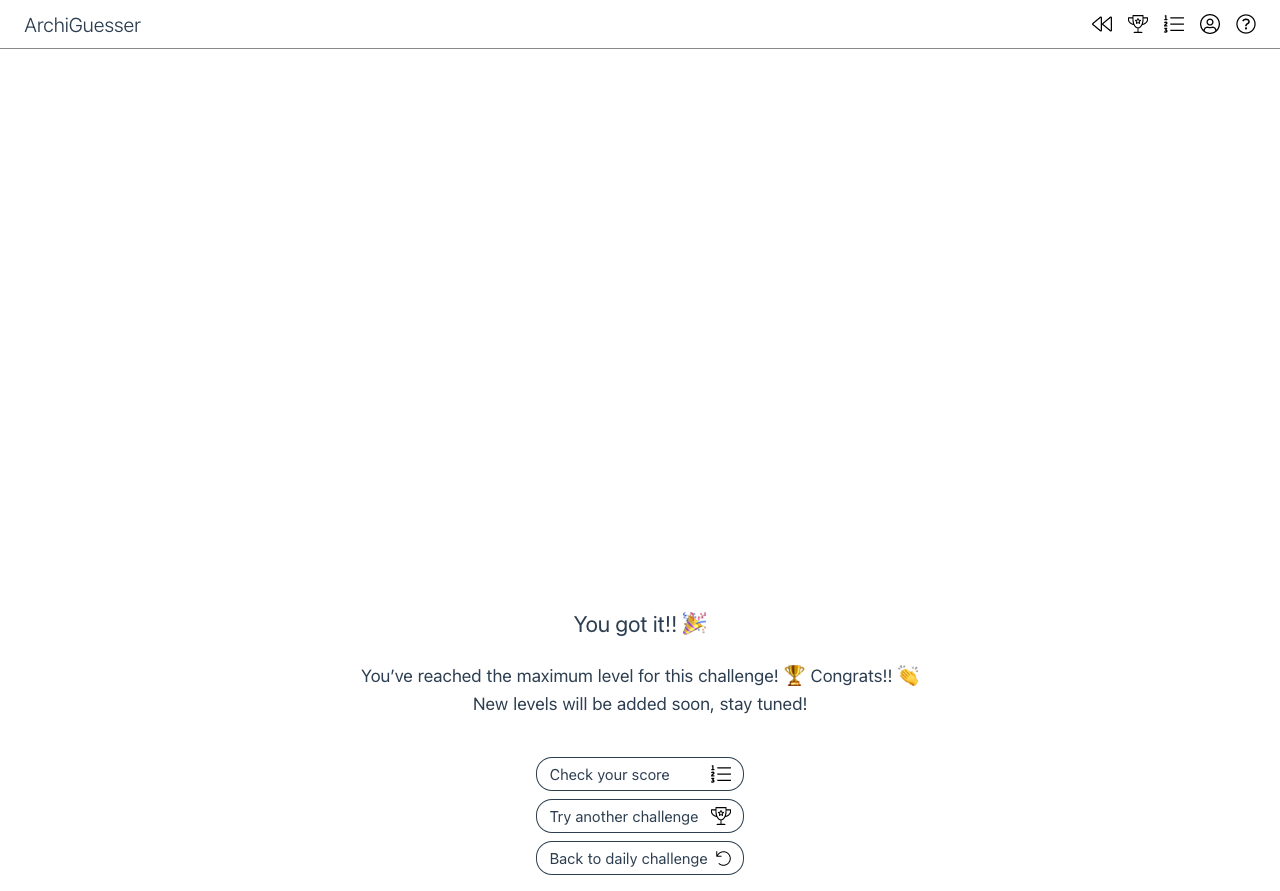 ArchiGuesser
You got it!! 🎉
You’ve reached the maximum level for this challenge! 🏆 Congrats!! 👏
New levels will be added soon, stay tuned!
Check your score
Try another challenge
Back to daily challenge